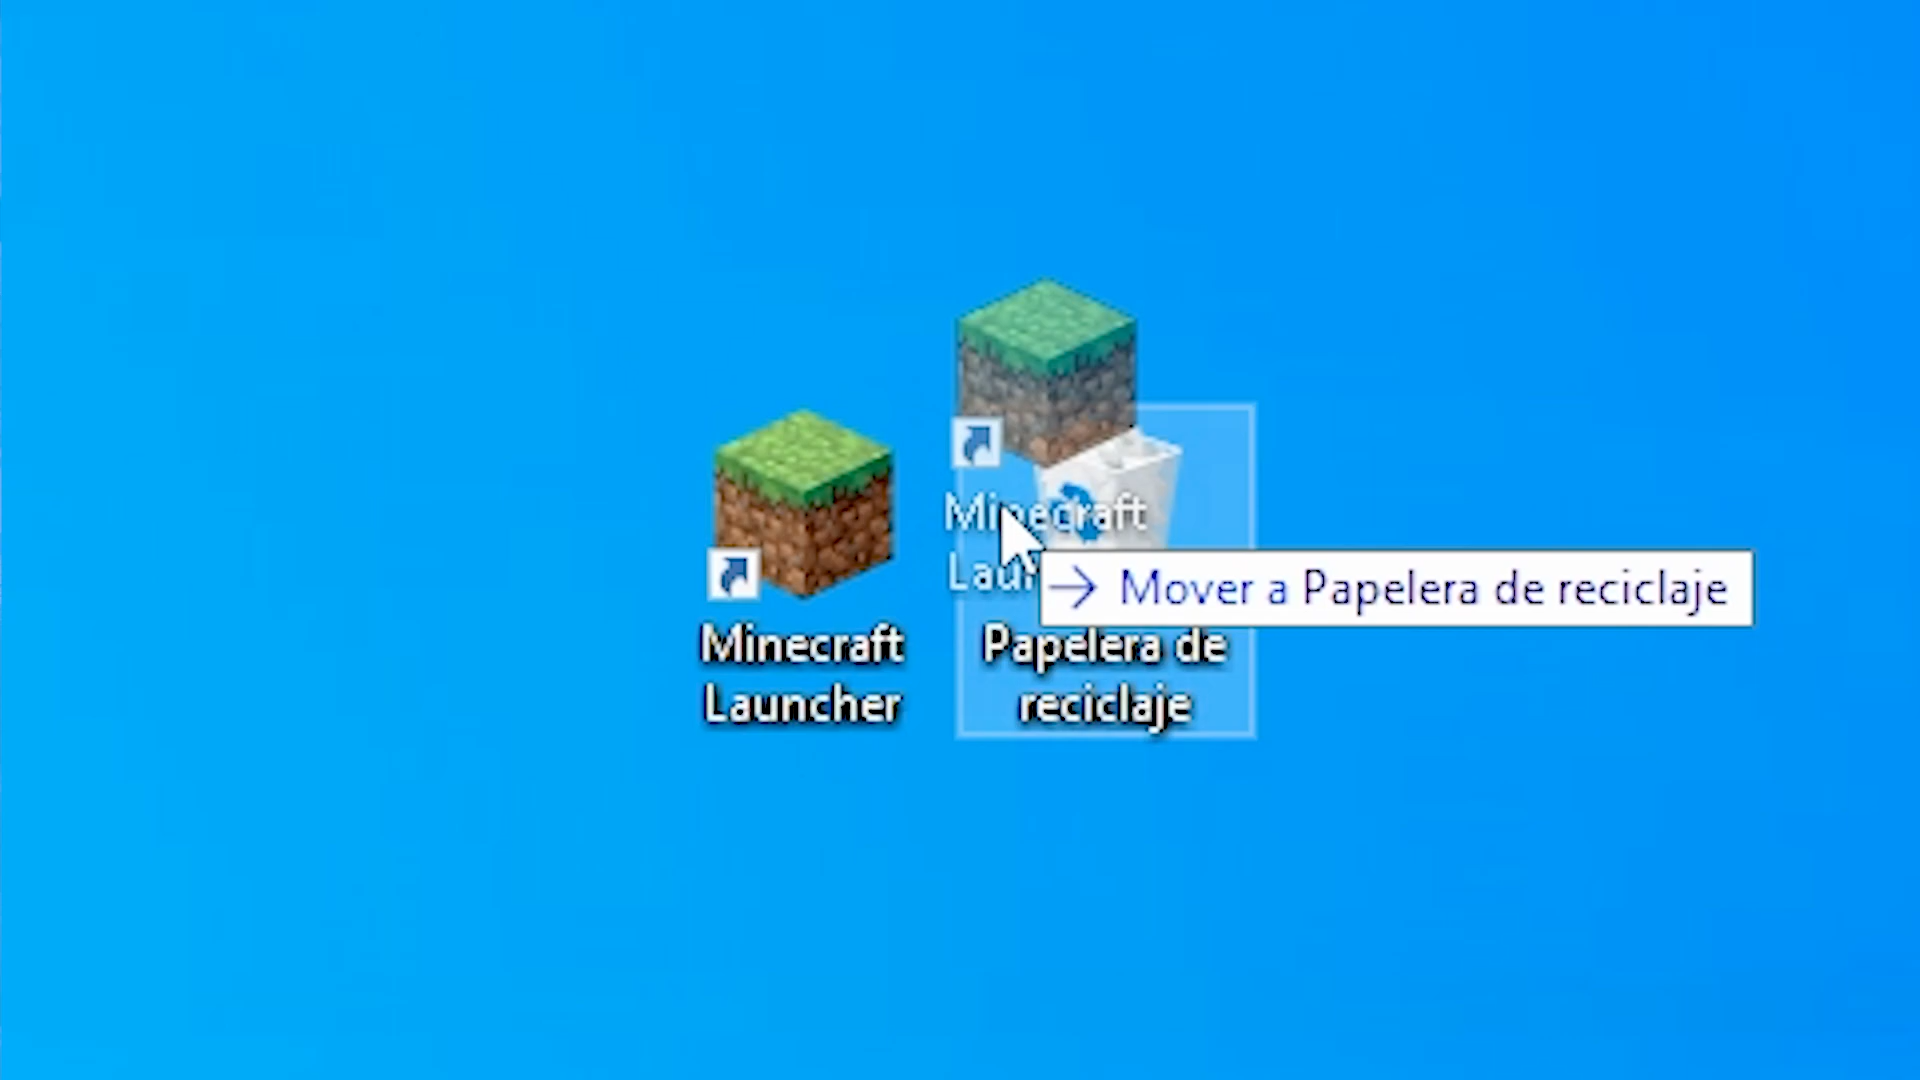 Minecraft
Launcher
Minecraft
Mover a Papelera de reciclaje
Papelera de
reciclaje